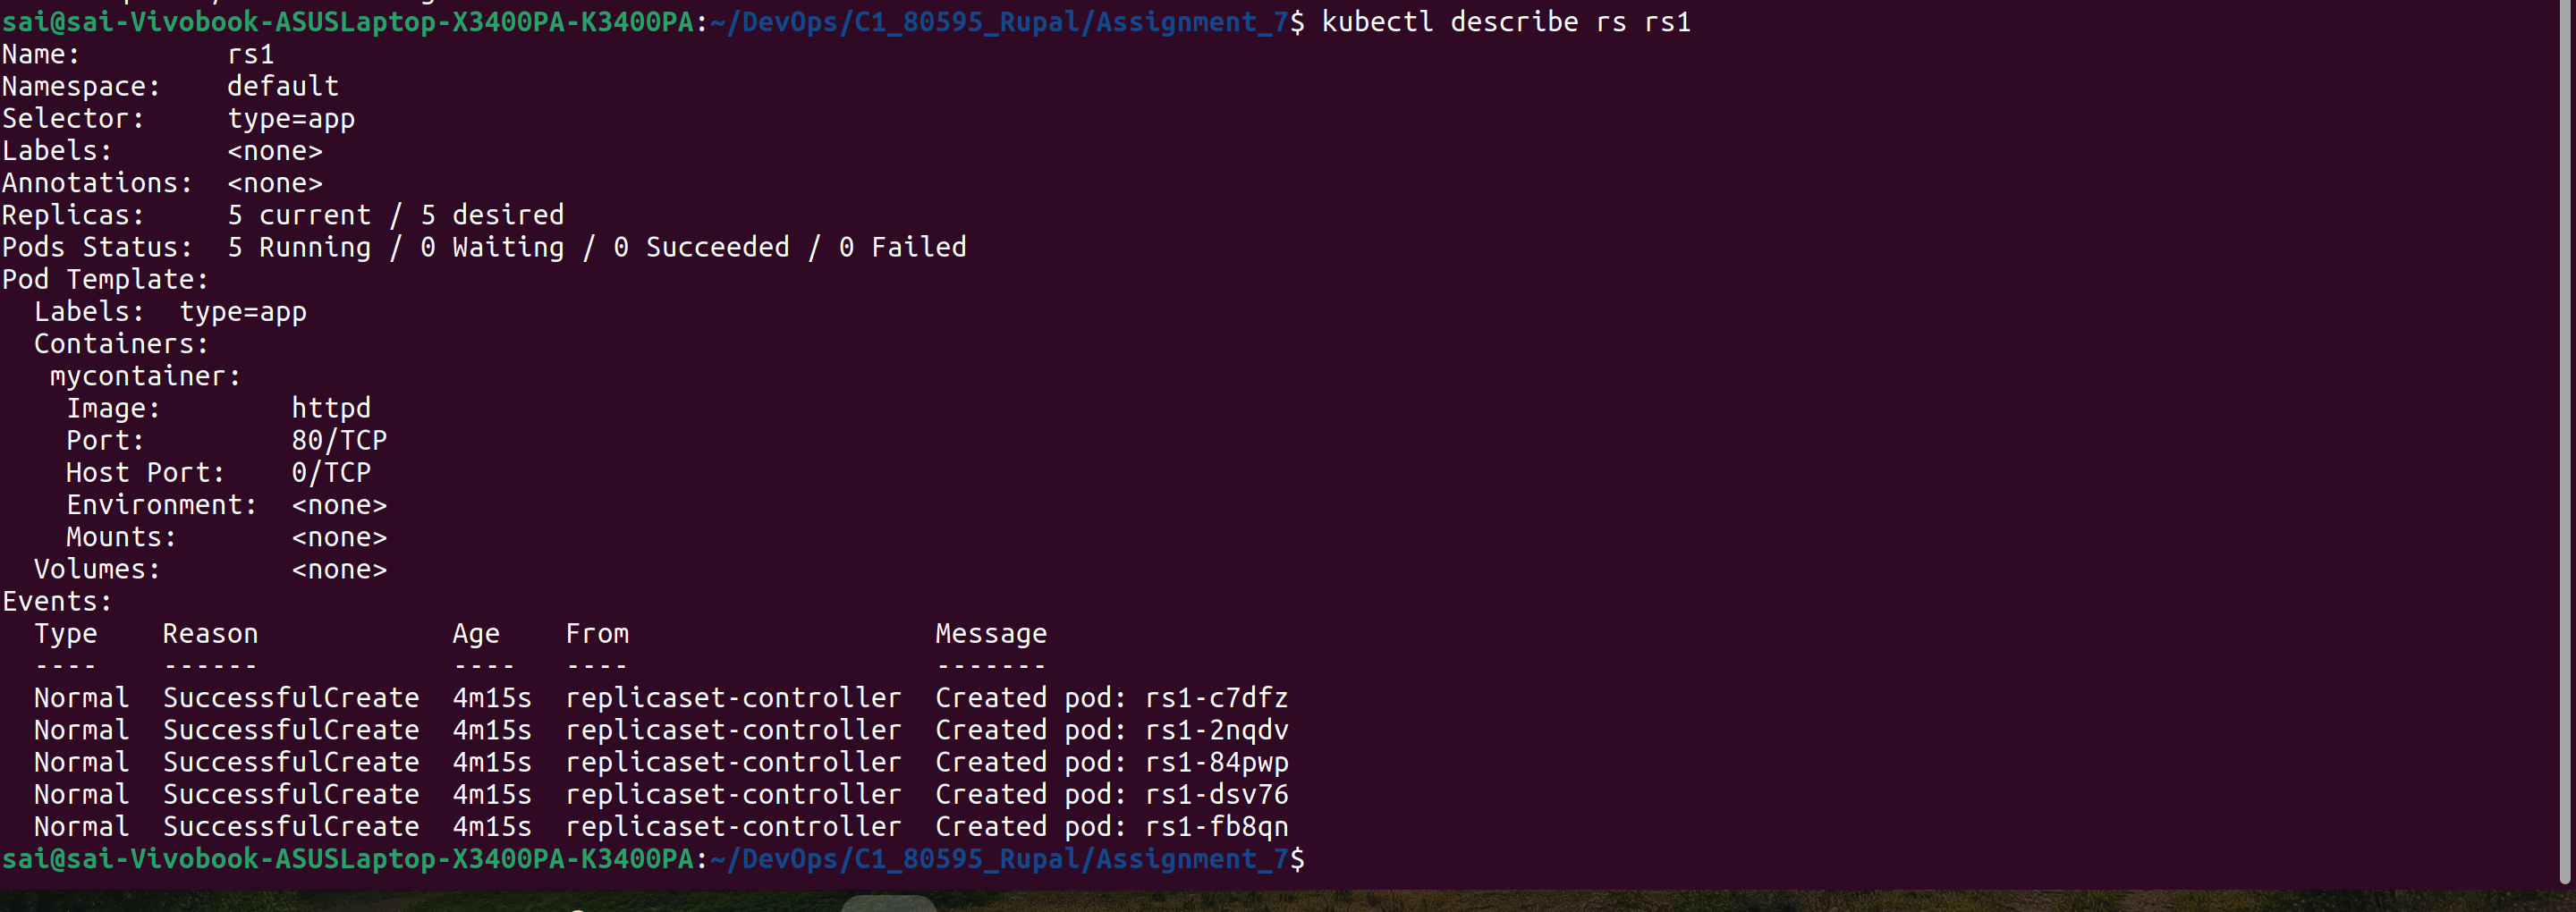 sai@sai-Vivobook-ASUSLaptop-X3400PA-K3400PA:~/DevOps/C1_80595_Rupal/Assignment_7$ kubectl describe rs rs1
Name:         rs1
Namespace:    default
Selector:     type=app
Labels:       <none>
Annotations:  <none>
Replicas:     5 current / 5 desired
Pods Status:  5 Running / 0 Waiting / 0 Succeeded / 0 Failed
Pod Template:
  Labels:  type=app
  Containers:
   mycontainer:
    Image:        httpd
    Port:         80/TCP
    Host Port:    0/TCP
    Environment:  <none>
    Mounts:       <none>
  Volumes:        <none>
Events:
  Type    Reason            Age   From                   Message
  ----    ------            ----  ----                   -------
  Normal  SuccessfulCreate  4m15s  replicaset-controller  Created pod: rs1-c7dfz
  Normal  SuccessfulCreate  4m15s  replicaset-controller  Created pod: rs1-2nqdv
  Normal  SuccessfulCreate  4m15s  replicaset-controller  Created pod: rs1-84pwp
  Normal  SuccessfulCreate  4m15s  replicaset-controller  Created pod: rs1-dsv76
  Normal  SuccessfulCreate  4m15s  replicaset-controller  Created pod: rs1-fb8qn
sai@sai-Vivobook-ASUSLaptop-X3400PA-K3400PA:~/DevOps/C1_80595_Rupal/Assignment_7$